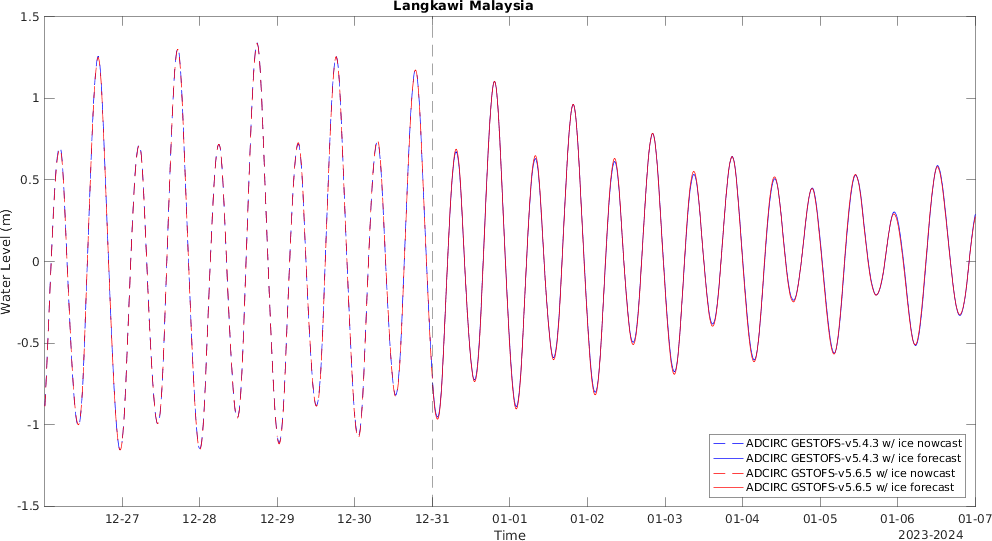 Langkawi Malaysia
Water Level (m)
1.5
1
0.5
0
-0.5
-1
-1.5
ADCIRC GESTOFS-v5.4.3 w/ ice nowcast
ADCIRC GESTOFS-v5.4.3 w/ ice forecast
ADCIRC GSTOFS-v5.6.5 w/ ice nowcast
ADCIRC GSTOFS-v5.6.5 w/ ice forecast
12-27 12-28 12-29 12-30 12-31 01-01 01-02 01-03 01-04 01-05 01-06 01-07
Time
2023-2024